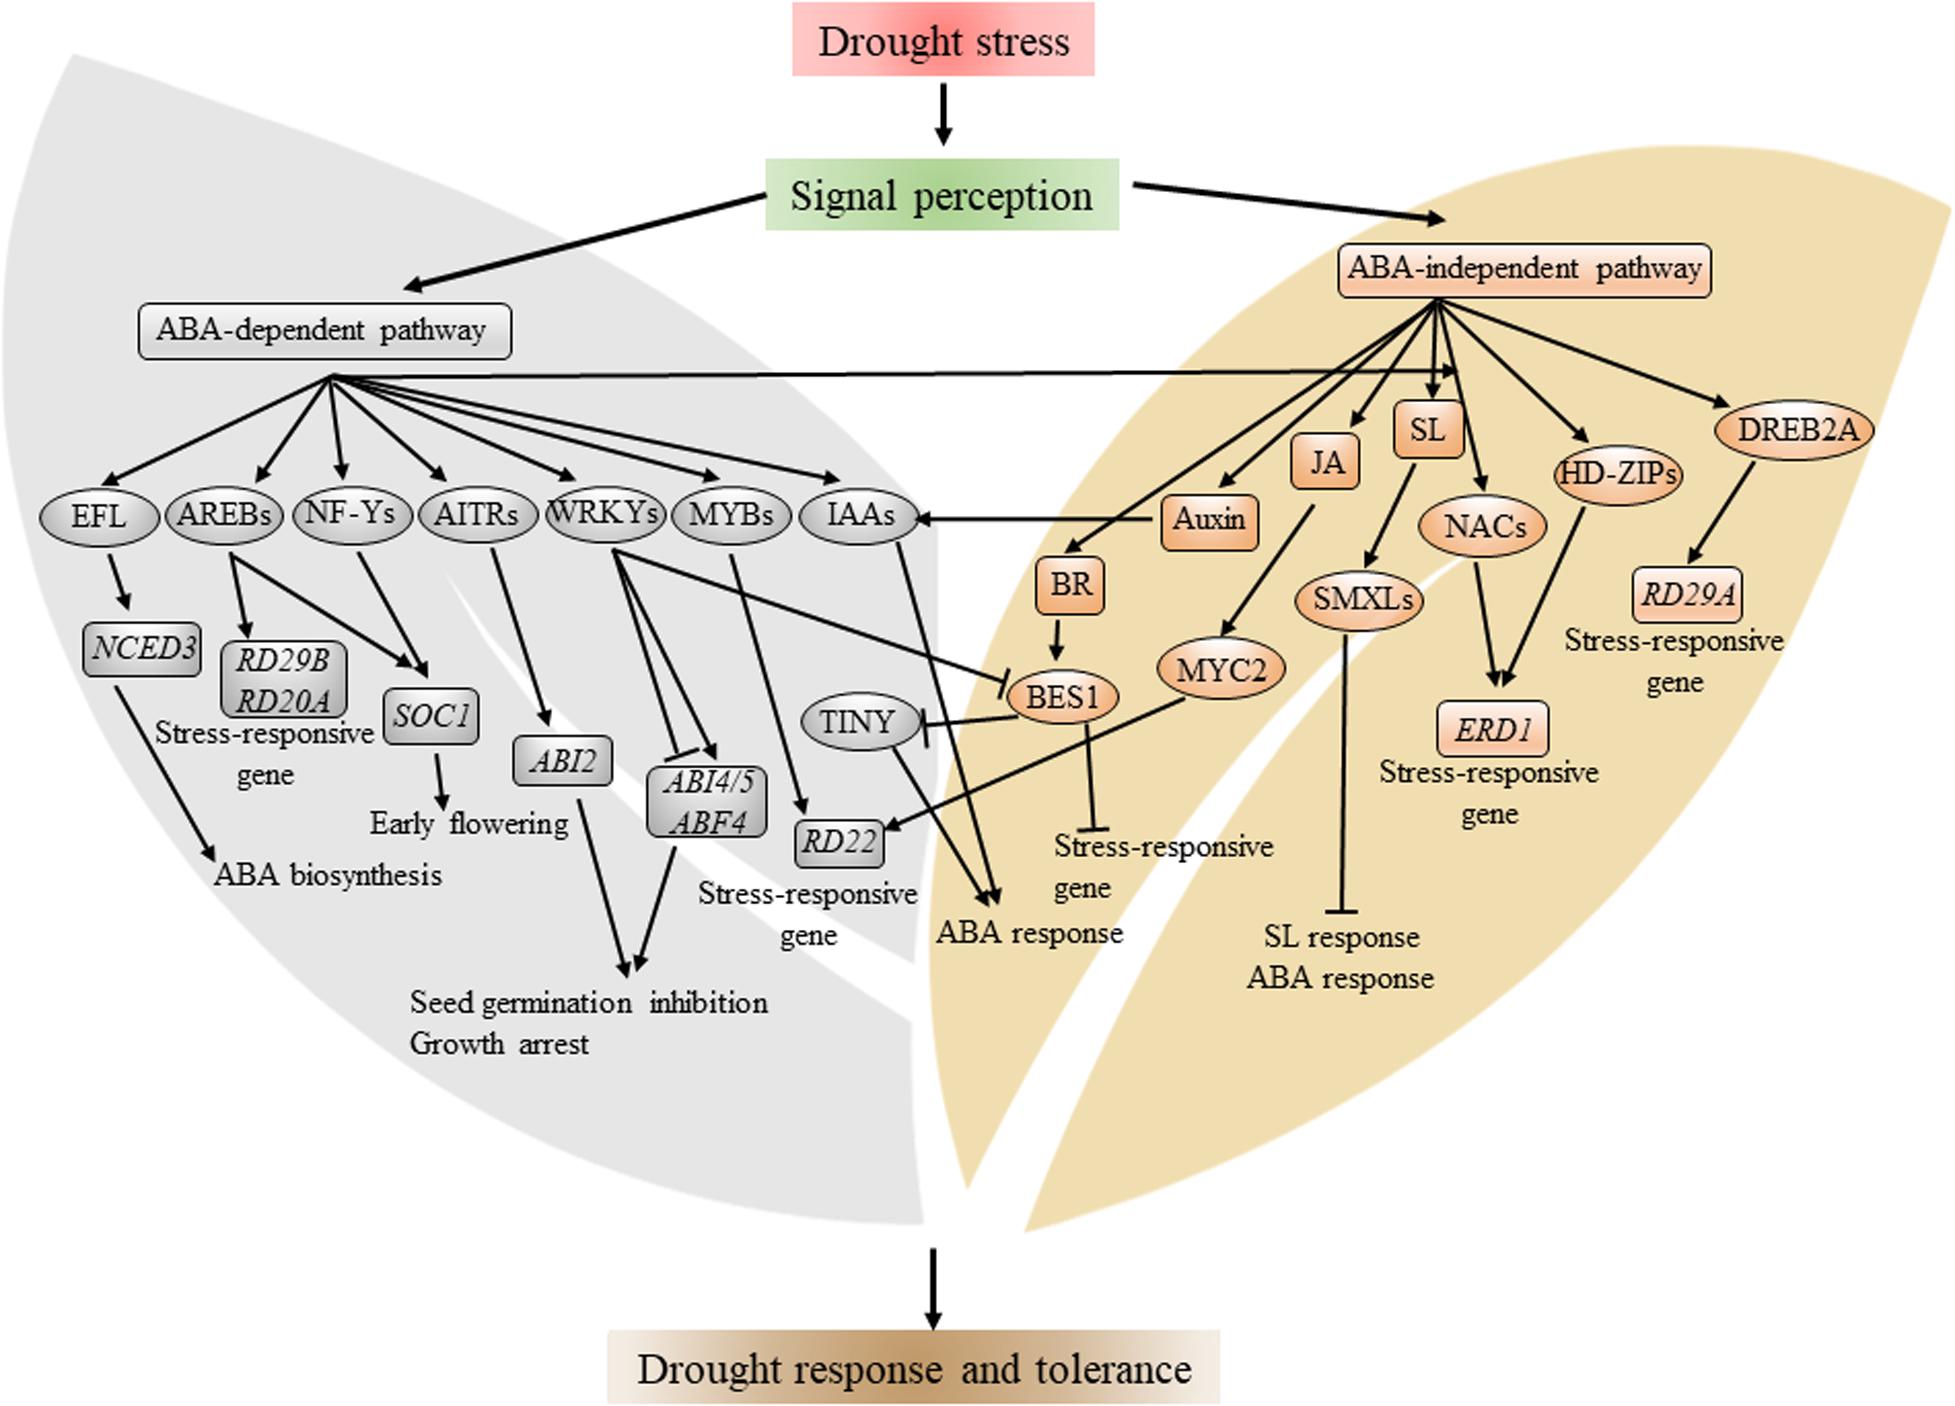 Drought stress
Signal perception
ABA-independent pathway
ABA-dependent pathway
SL
DREB2A
JA
HD-ZIPs
EFL
AREBs
NF-Ys
AITRs
WRKYs
MYBs
IAAs
Auxin
NACs
BR
SMXLs
RD29A
Stress-responsive
gene
NCED3
RD29B
RD20A
Stress-responsive
gene
SOC1
MYC2
BES1
TINY
ERD1
Stress-responsive
gene
ABI2
ABI4/5
ABF4
Early flowering
RD22
Stress-responsive
gene
Stress-responsive
gene
ABA biosynthesis
ABA response
SL response
ABA response
Seed germination inhibition
Growth arrest
Drought response and tolerance